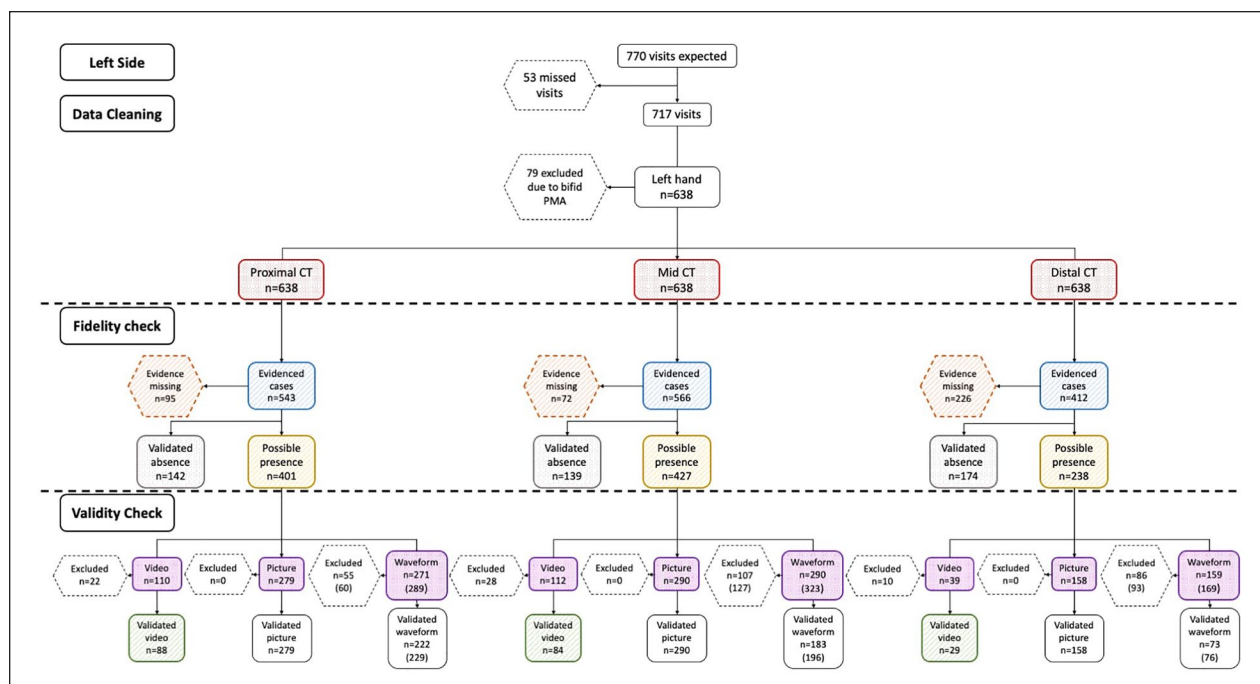 Left Side
770 visits expected
53 missed
visits
Data Cleaning
717 visits
79 excluded
due to bifid
PMA
Left hand
n=638
Proximal CT
n=638
Mid CT
n=638
Distal CT
n=638
Fidelity check
Evidence
missing
n=95
Evidenced
cases
n=543
Evidence
missing
n=72
Evidenced
cases
n=566
Evidence
missing
n=226
Evidenced
cases
n=412
Validated
absence
n=142
Possible
presence
n=401
Validated
absence
n=139
Possible
presence
n=427
Validated
absence
n=174
Possible
presence
n=238
Validity Check
Excluded
n=22
Video
n=110
Excluded
n=0
Picture
n=279
Excluded
n=55
(60)
Waveform
n=271
(289)
Excluded
n=28
Video
n=112
Excluded
n=0
Picture
n=290
Excluded
n=107
(127)
Waveform
n=290
(323)
Excluded
n=10
Video
n=39
Excluded
n=0
Picture
n=158
Excluded
n=86
(93)
Waveform
n=159
(169)
Validated
video
n=88
Validated
picture
n=279
Validated
waveform
n=222
(229)
Validated
video
n=84
Validated
picture
n=290
Validated
waveform
n=183
(196)
Validated
video
n=29
Validated
picture
n=158
Validated
waveform
n=73
(76)